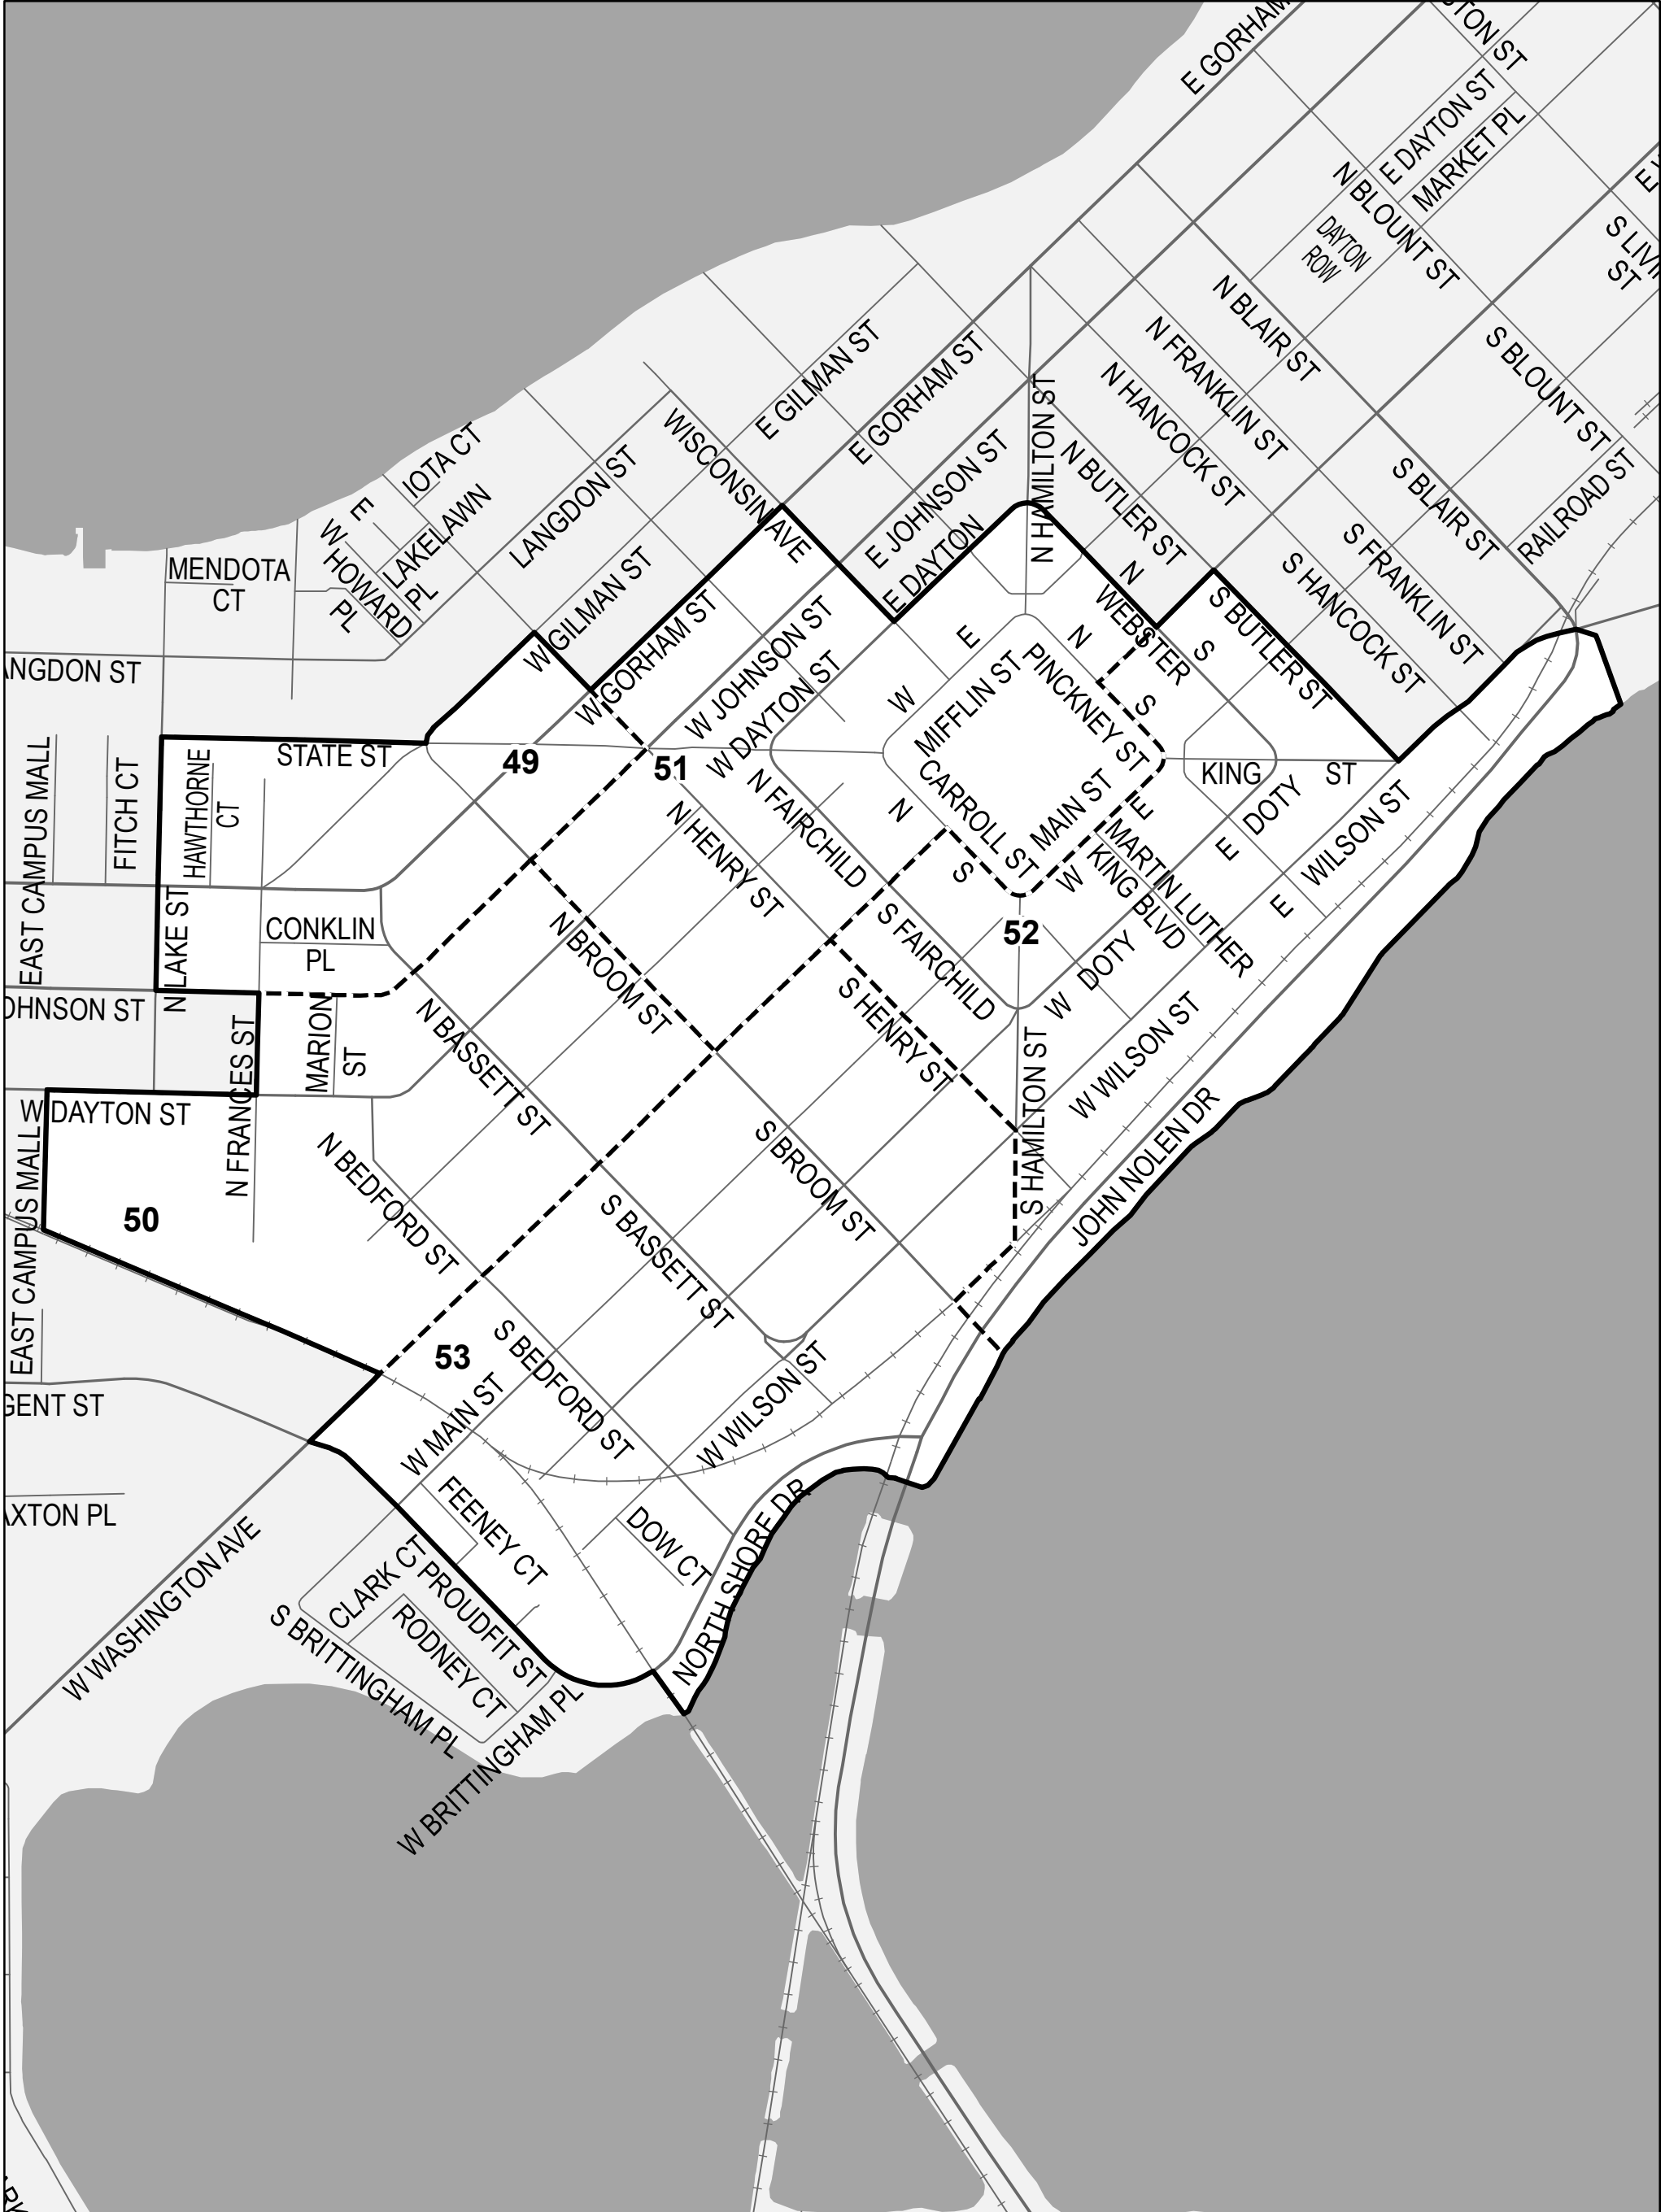 E GORHAM
E DAYTON ST
MARKET PL
N BLOUNT ST
DAYTON
ROW
N BLAIR ST
S BLOUNT ST
N FRANKLIN ST
N HANCOCK ST
N HAMILTON ST
E GILMAN ST
E GORHAM ST
WISCONSIN AVE
IOTA CT
LANGDON ST
E
W
LAKELAWN
PL
HOWARD
PL
MENDOTA
CT
E JOHNSON ST
E DAYTON
N BUTLER ST
S BLAIR ST
RAILROAD ST
S FRANKLIN ST
S HANCOCK ST
S BUTLER ST
N
S
WEBSTER
S
W GILMAN ST
W GORHAM ST
W JOHNSON ST
W DAYTON ST
E
W
MIFFLIN ST
N
S
PINCKNEY ST
ANGDON ST
STATE ST
49
51
KING ST
HAWTHORNE
CT
FITCH CT
EAST CAMPUS MALL
N LAKE ST
CONKLIN
PL
N HENRY ST
N FAIRCHILD
S FAIRCHILD
N
S
CARROLL ST
E
W
MAIN ST
MARTIN LUTHER
KING BLVD
E DOTY
E WILSON ST
52
W DOTY
W WILSON ST
N BROOM ST
S HENRY ST
S HAMILTON ST
JOHN NOLEN DR
OHNSON ST
MARION
ST
N FRANCES ST
N BASSETT ST
W DAYTON ST
EAST CAMPUS MALL
50
N BEDFORD ST
S BROOM ST
S BASSETT ST
53
S BEDFORD ST
W MAIN ST
W WILSON ST
GENT ST
AXTON PL
FEENEY CT
DOW CT
NORTH SHORE DR
W WASHINGTON AVE
CLARK CT
PROUDFIT ST
RODNEY CT
S BRITTINGHAM PL
W BRITTINGHAM PL